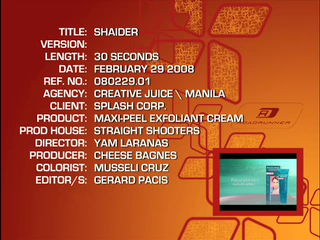 TITLE: SHAIDER
VERSION:
LENGTH: 30 SECONDS
DATE: FEBRUARY 29 2008
REF. NO.: 080229.01
AGENCY: CREATIVE JUICE \ MANILA
CLIENT: SPLASH CORP.
PRODUCT: MAXI-PEEL EXFOLIANT CREAM
PROD HOUSE: STRAIGHT SHOOTERS
DIRECTOR: YAM LARANAS
PRODUCER: CHEESE BAGNES
COLORIST: MUSSELI CRUZ
EDITOR/S: GERARD PACIS
ROADRUNNER